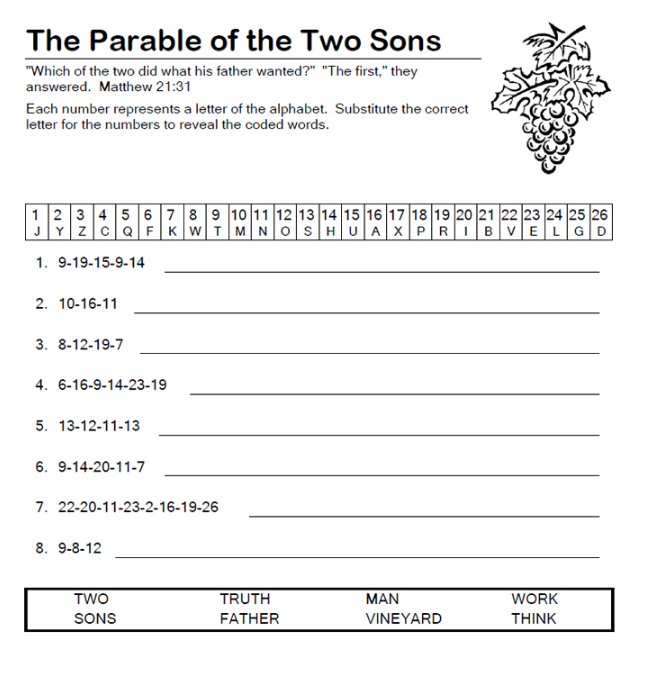 The Parable of the Two Sons
"Which of the two did what his father wanted?" "The first," they
answered. Matthew 21:31
Each number represents a letter of the alphabet. Substitute the correct
letter for the numbers to reveal the coded words.
1 2 3 4 5 6 7 8 9 10 11 12 13 14 15 16 17 18 19 20 21 22 23 24 25 26
J Y Z C Q F K W T M N O S H U A X P R I B V E L G D
1. 9-19-15-9-14
2. 10-16-11
3. 8-12-19-7
4. 6-16-9-14-23-19
5. 13-12-11-13
6. 9-14-20-11-7
7. 22-20-11-23-2-16-19-26
8. 9-8-12
TWO TRUTH MAN WORK
SONS FATHER VINEYARD THINK